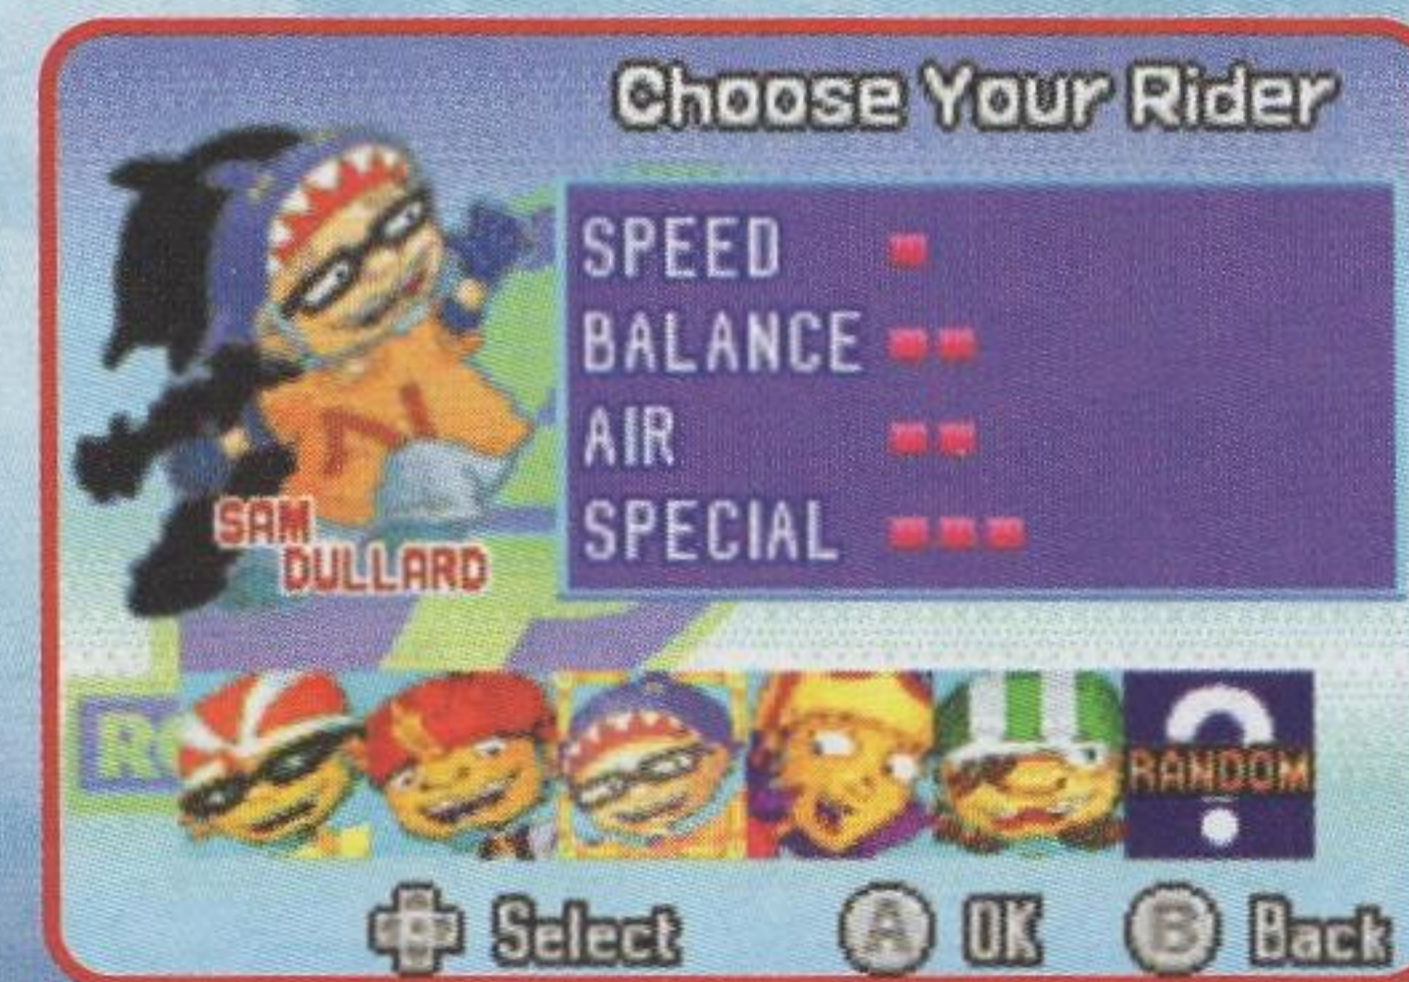 Choose Your Rider
SPEED
BALANCE
AIR
SPECIAL
SAM
DULLARD
RANDOM
Select
A OK
B Back